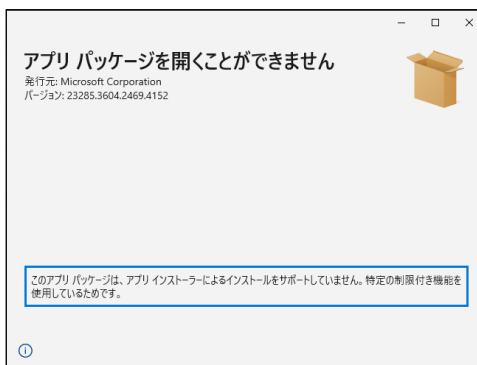 アプリ パッケージを開くことができません
発行元: Microsoft Corporation
バージョン: 23285.3604.2469.4152
このアプリ パッケージは、アプリ インストーラーによるインストールをサポートしていません。特定の制限付き機能を
使用しているためです。